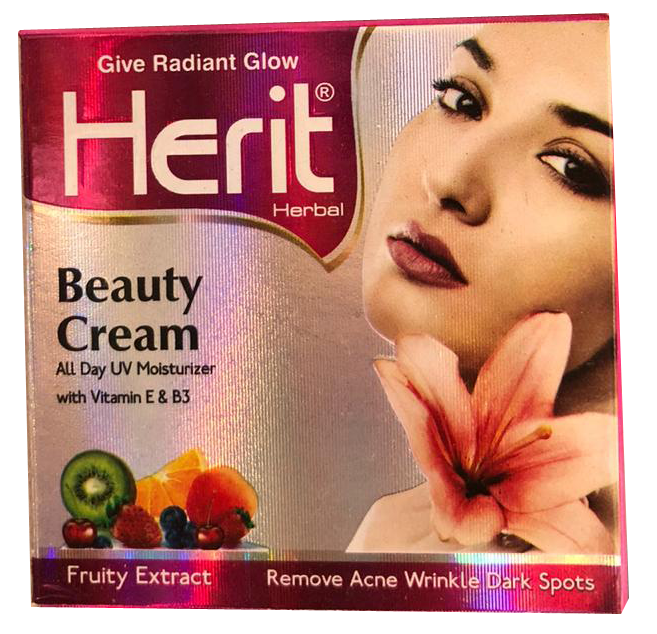 Give Radiant Glow
Herit®
Herbal
Beauty
Cream
All Day UV Moisturizer
with Vitamin E & B3
Fruity Extract
Remove Acne Wrinkle Dark Spots